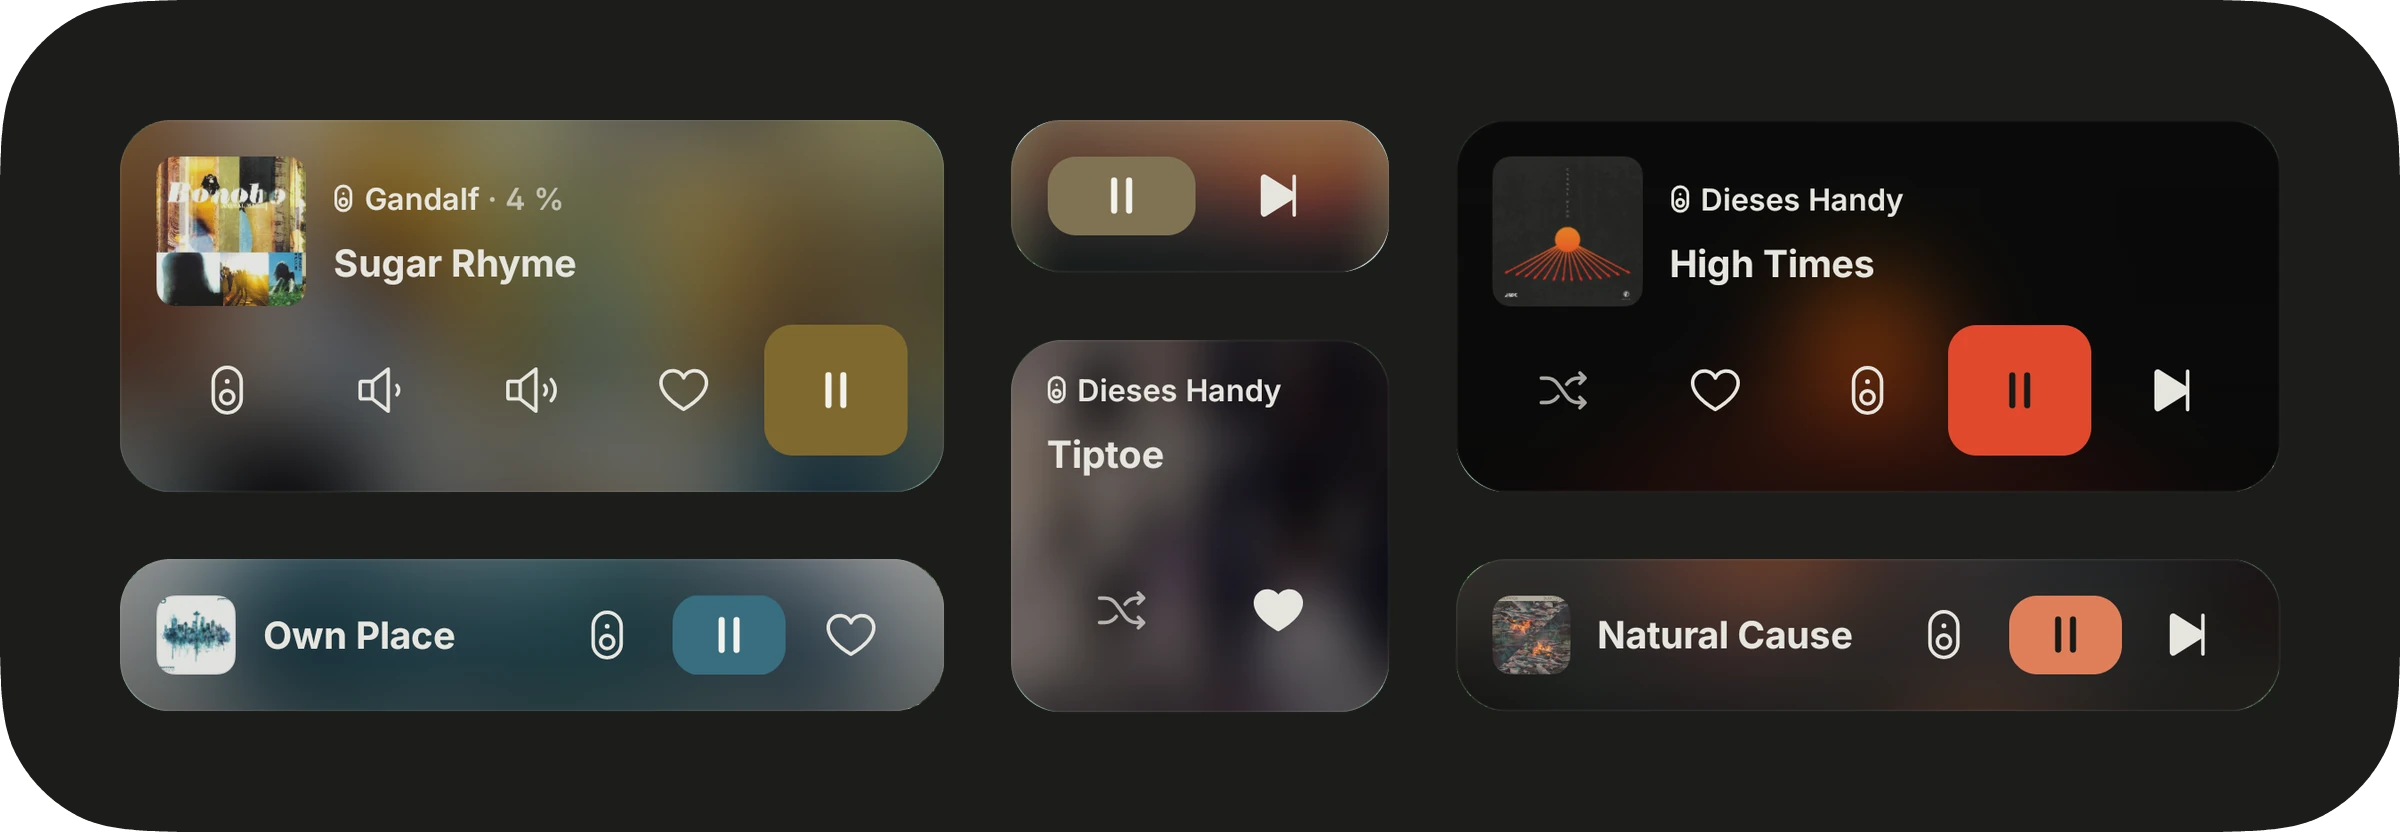 Bonobo
Gandalf · 4 %
Sugar Rhyme
Own Place
Dieses Handy
Tiptoe
Dieses Handy
High Times
Natural Cause